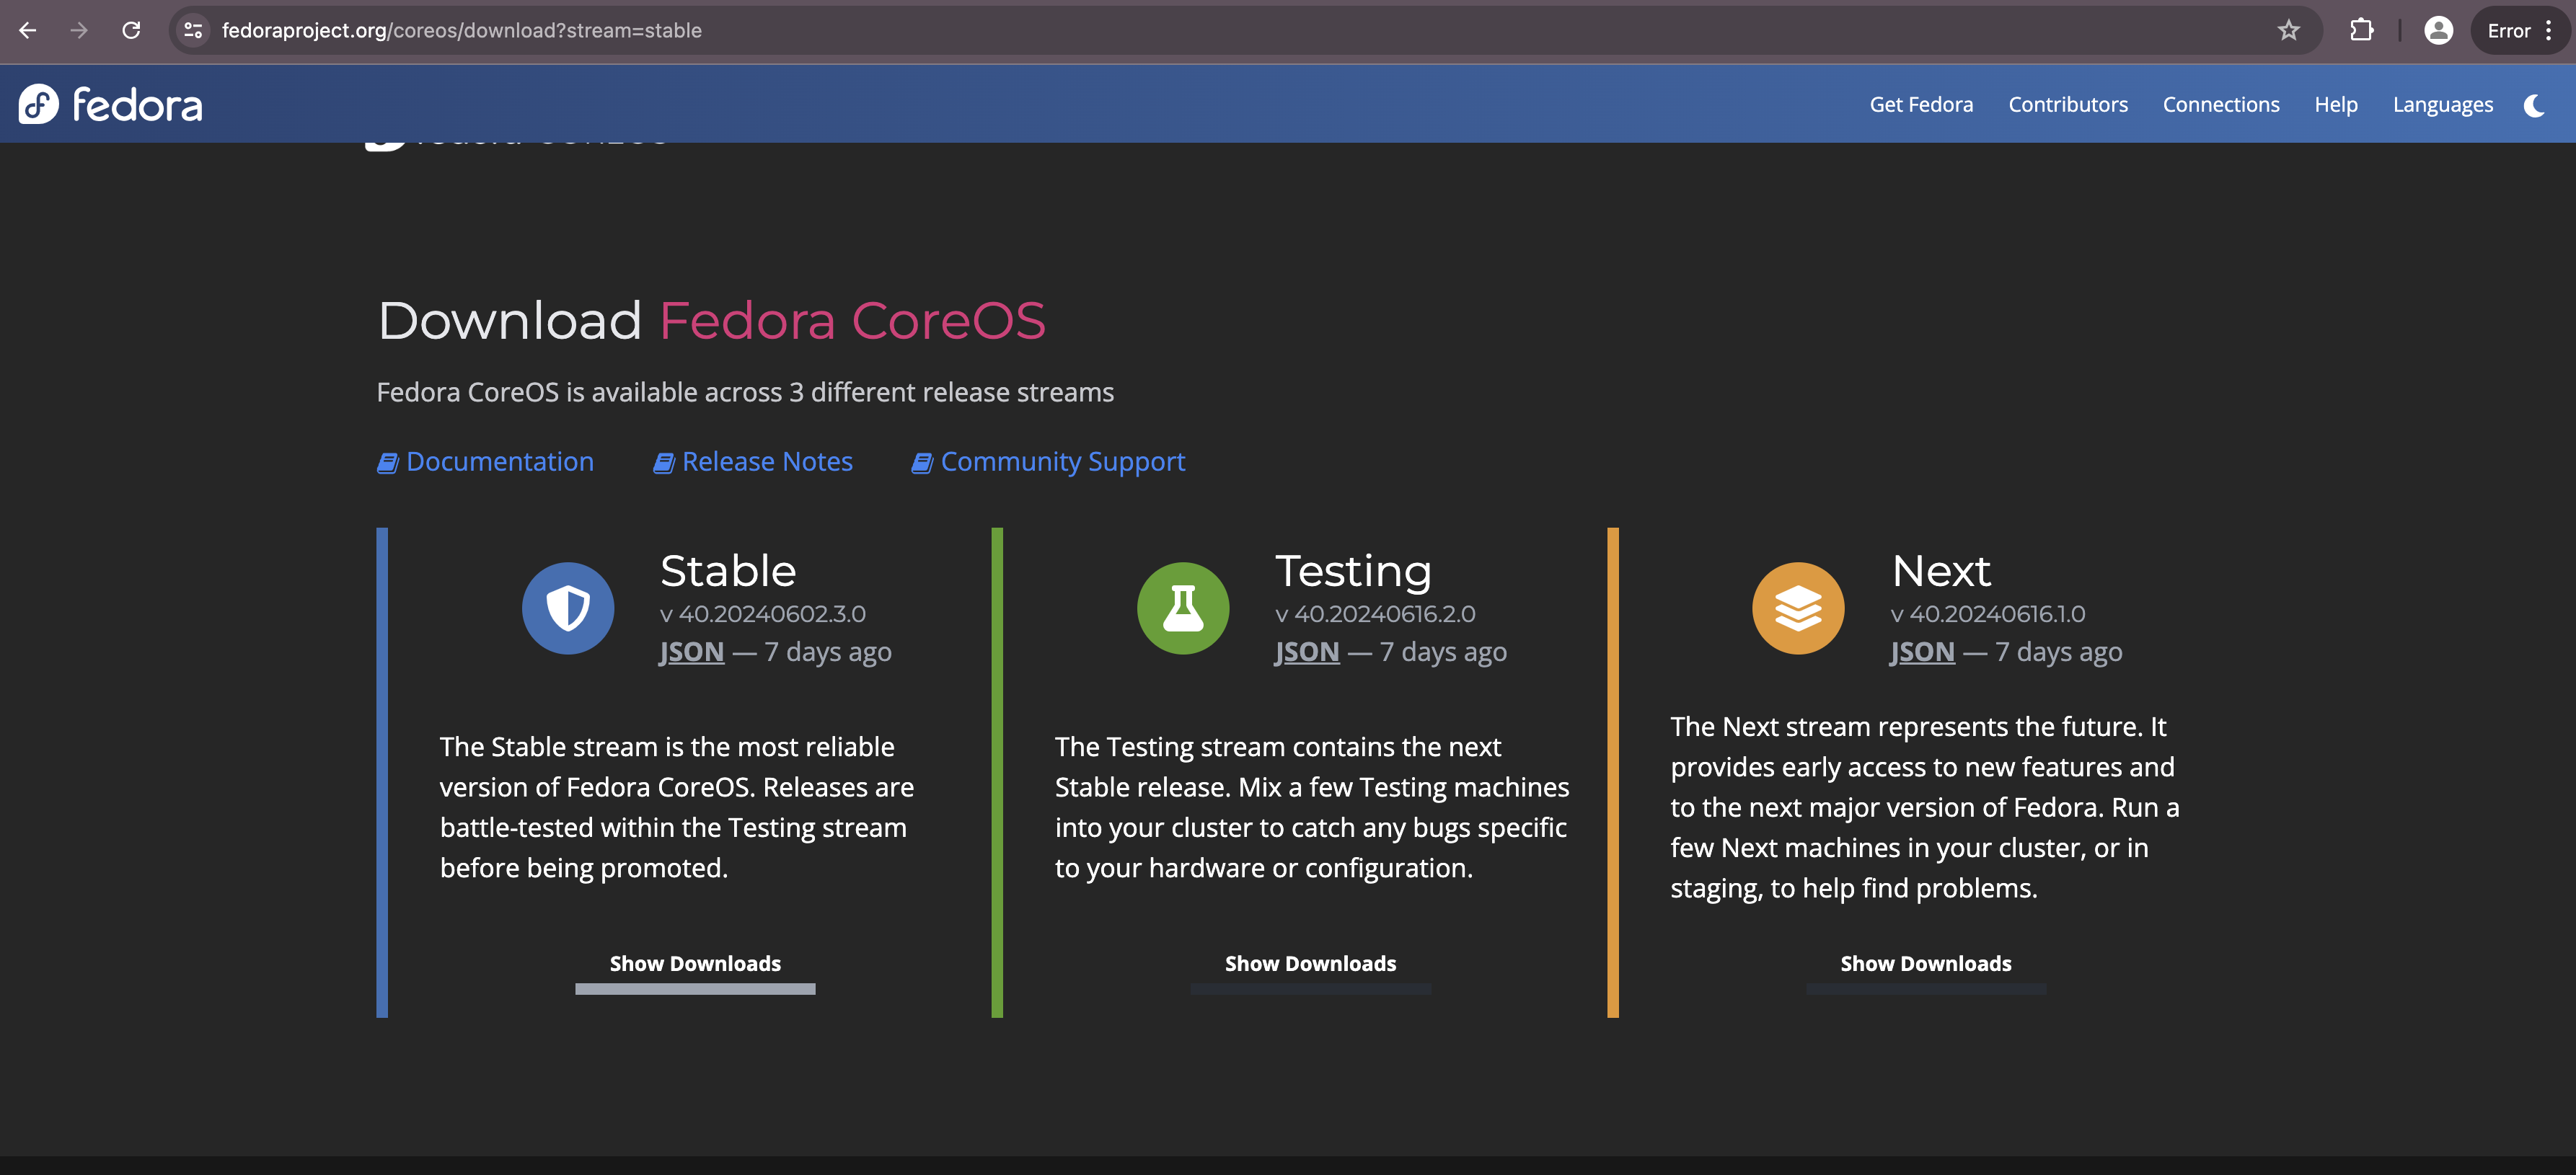 fedoraproject.org/coreos/download?stream=stable
Error
fedora
Get Fedora
Contributors
Connections
Help
Languages
Download Fedora CoreOS
Fedora CoreOS is available across 3 different release streams
Documentation
Release Notes
Community Support
Stable
v 40.20240602.3.0
JSON — 7 days ago
The Stable stream is the most reliable
version of Fedora CoreOS. Releases are
battle-tested within the Testing stream
before being promoted.
Show Downloads
Testing
v 40.20240616.2.0
JSON — 7 days ago
The Testing stream contains the next
Stable release. Mix a few Testing machines
into your cluster to catch any bugs specific
to your hardware or configuration.
Show Downloads
Next
v 40.20240616.1.0
JSON — 7 days ago
The Next stream represents the future. It
provides early access to new features and
to the next major version of Fedora. Run a
few Next machines in your cluster, or in
staging, to help find problems.
Show Downloads